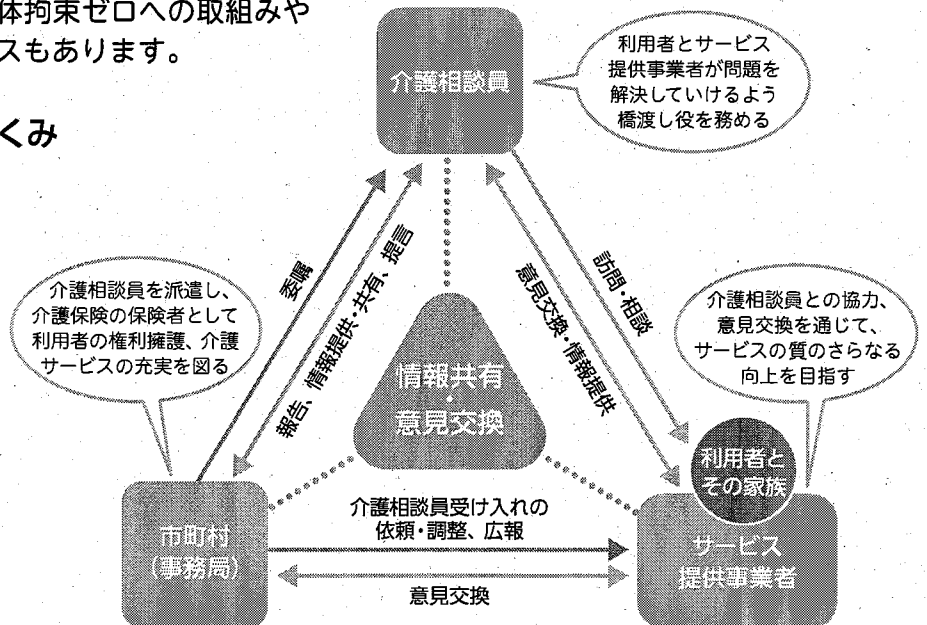 体拘束ゼロへの取組みや
スもあります。
くみ
介護相談員
利用者とサービス
提供事業者が問題を
解決していけるよう
橋渡し役を務める
委嘱
報告、情報提供・共有、提言
訪問・相談
意見交換・情報提供
介護相談員を派遣し、
介護保険の保険者として
利用者の権利擁護、介護
サービスの充実を図る
介護相談員との協力、
意見交換を通じて、
サービスの質のさらなる
向上を目指す
情報共有
・
意見交換
利用者と
その家族
市町村
（事務局）
介護相談員受け入れの
依頼・調整、広報
意見交換
サービス
提供事業者